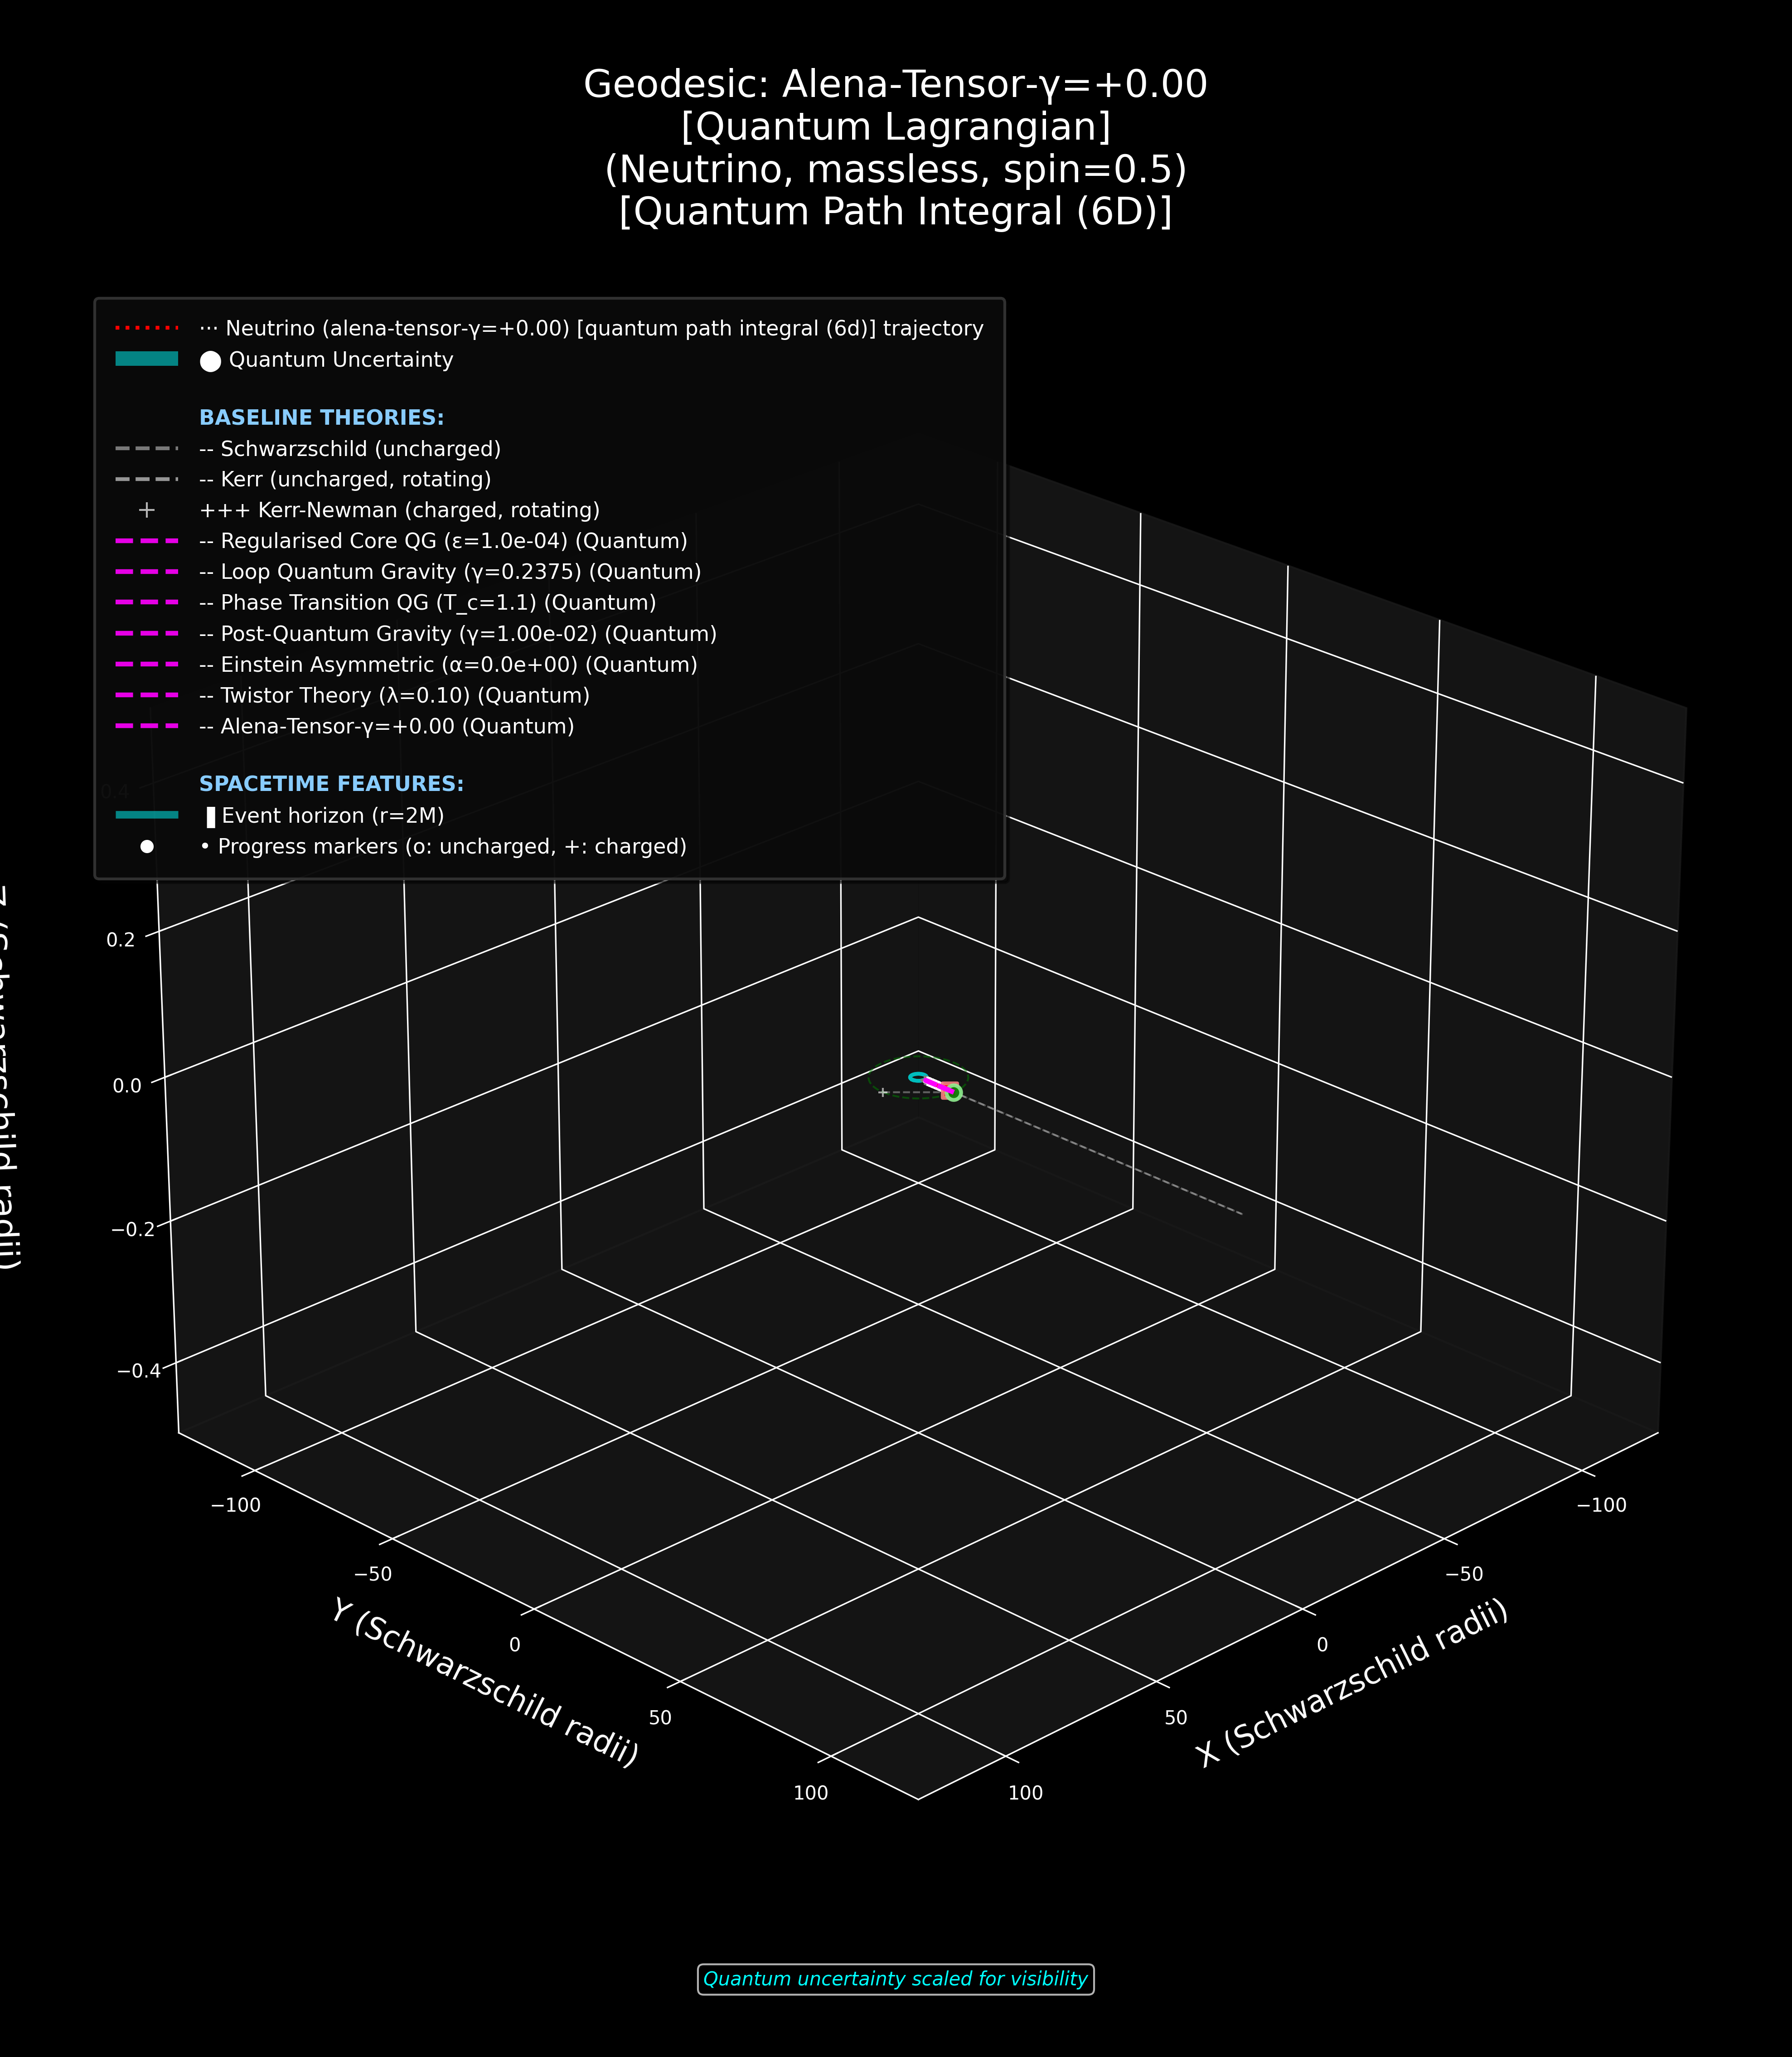 Geodesic: Alena-Tensor-γ=+0.00
[Quantum Lagrangian]
(Neutrino, massless, spin=0.5)
[Quantum Path Integral (6D)]
··· Neutrino (alena-tensor-γ=+0.00) [quantum path integral (6d)] trajectory
⬤ Quantum Uncertainty
BASELINE THEORIES:
-- Schwarzschild (uncharged)
-- Kerr (uncharged, rotating)
+++ Kerr-Newman (charged, rotating)
-- Regularised Core QG (ε=1.0e-04) (Quantum)
-- Loop Quantum Gravity (γ=0.2375) (Quantum)
-- Phase Transition QG (T_c=1.1) (Quantum)
-- Post-Quantum Gravity (γ=1.00e-02) (Quantum)
-- Einstein Asymmetric (α=0.0e+00) (Quantum)
-- Twistor Theory (λ=0.10) (Quantum)
-- Alena-Tensor-γ=+0.00 (Quantum)
SPACETIME FEATURES:
▐ Event horizon (r=2M)
• Progress markers (o: uncharged, +: charged)
0.4
0.2
0.0
−0.2
−0.4
(Schwarzschild radii)
−100
−50
0
50
100
Y (Schwarzschild radii)
−100
−50
0
50
100
X (Schwarzschild radii)
Quantum uncertainty scaled for visibility